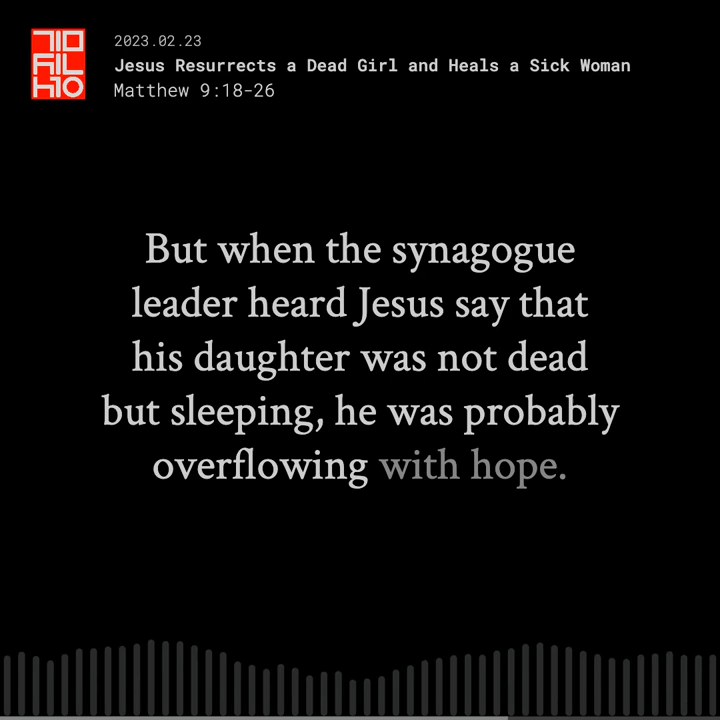 2023.02.23
Jesus Resurrects a Dead Girl and Heals a Sick Woman
Matthew 9:18-26
But when the synagogue
leader heard Jesus say that
his daughter was not dead
but sleeping, he was probably
overflowing with hope.